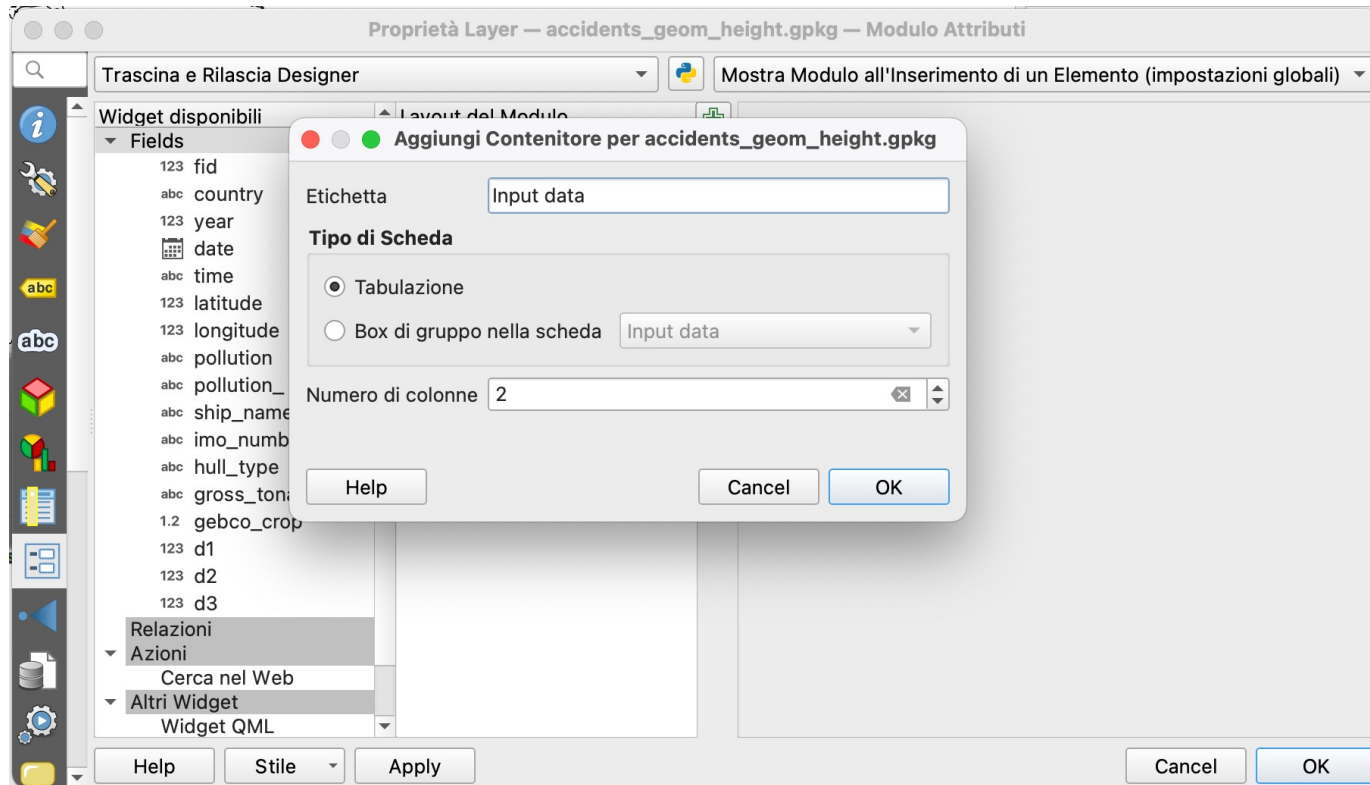 Proprietà Layer — accidents_geom_height.gpkg — Modulo Attributi
Trascina e Rilascia Designer
Mostra Modulo all'Inserimento di un Elemento (impostazioni globali)
Widget disponibili
Layout del Modulo
Fields
123 fid
abc country
123 year
date
abc time
123 latitude
123 longitude
abc pollution
abc pollution_
abc ship_name
abc imo_numb
abc hull_type
abc gross_tona
1.2 gebco_crop
123 d1
123 d2
123 d3
Relazioni
Azioni
Cerca nel Web
Altri Widget
Widget QML
abc
abc
Aggiungi Contenitore per accidents_geom_height.gpkg
Etichetta
Input data
Tipo di Scheda
Tabulazione
Box di gruppo nella scheda
Input data
Numero di colonne
2
Help
Cancel
OK
Help
Stile
Apply
Cancel
OK